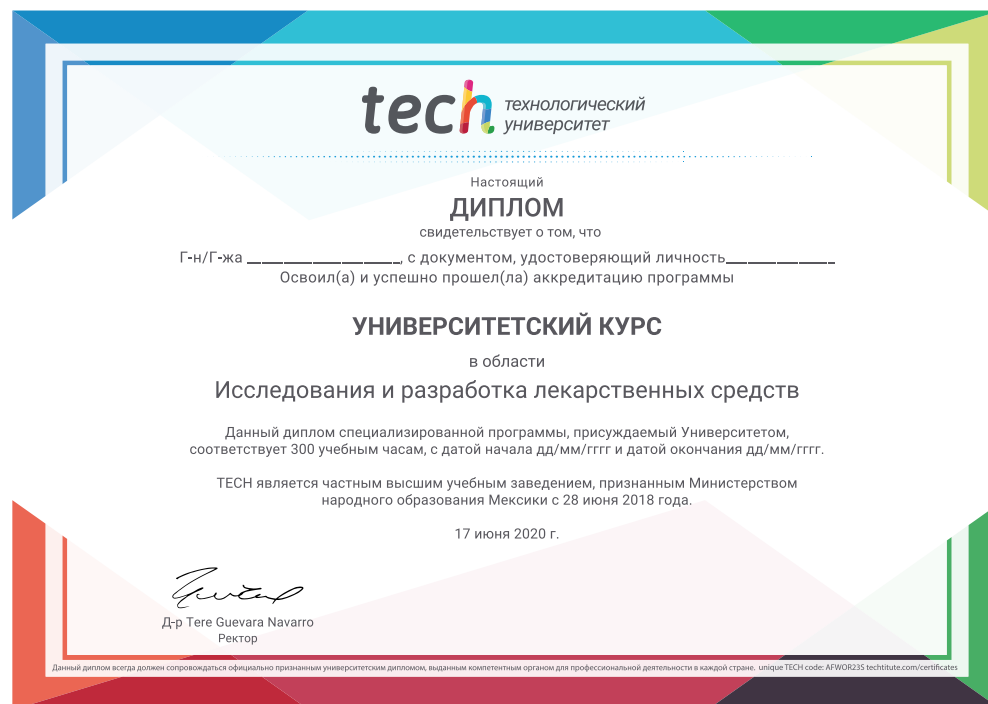 tech технологический
университет
Настоящий
ДИПЛОМ
свидетельствует о том, что
Г-н/Г-жа __________________, с документом, удостоверяющий личность_____________
Освоил(а) и успешно прошел(ла) аккредитацию программы
УНИВЕРСИТЕТСКИЙ КУРС
в области
Исследования и разработка лекарственных средств
Данный диплом специализированной программы, присуждаемый Университетом,
соответствует 300 учебным часам, с датой начала дд/мм/гггг и датой окончания дд/мм/гггг.
TECH является частным высшим учебным заведением, признанным Министерством
народного образования Мексики с 28 июня 2018 года.
17 июня 2020 г.
Д-р Tere Guevara Navarro
Ректор
Данный диплом всегда должен сопровождаться официально признанным университетским дипломом, выданным компетентным органом для профессиональной деятельности в каждой стране. unique TECH code: AFWOR23S techtitute.com/certificates